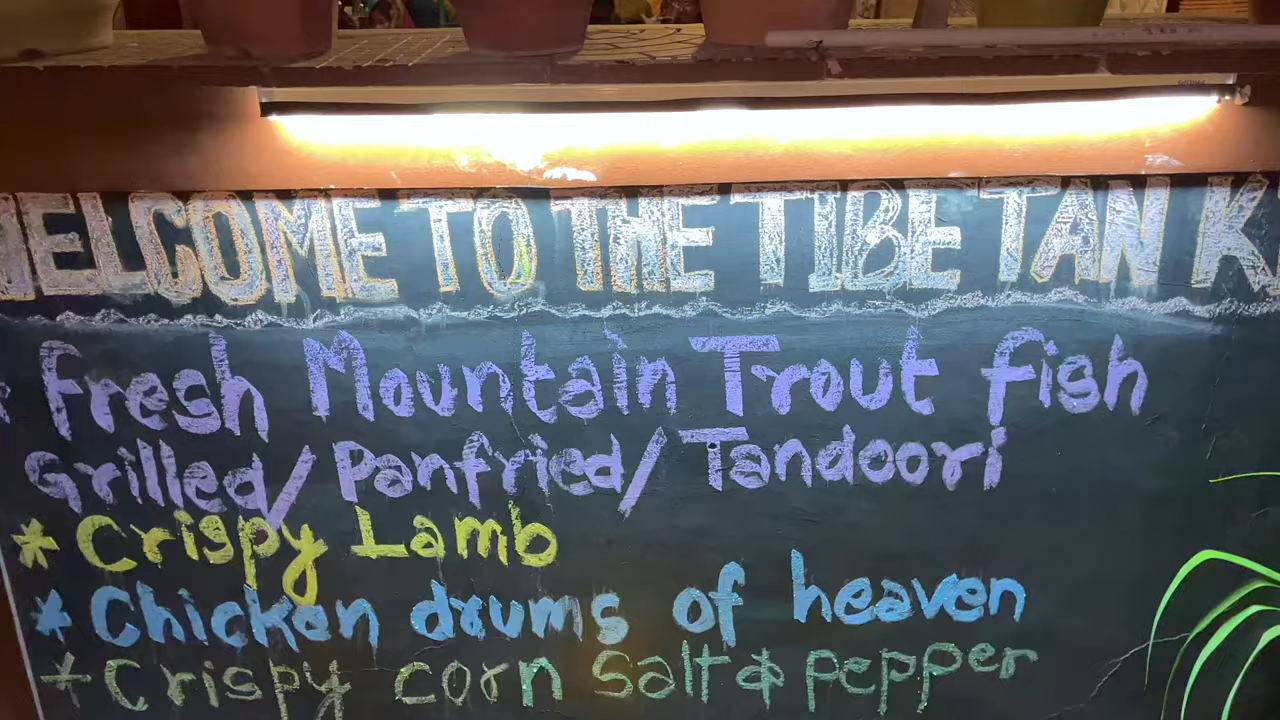 WELCOME TO THE TIBETAN K
Fresh Mountain Trout fish
Grilled/ Panfried/ Tandoori
* Crispy Lamb
* Chicken drums of heaven
+ Crispy corn Salt & pepper